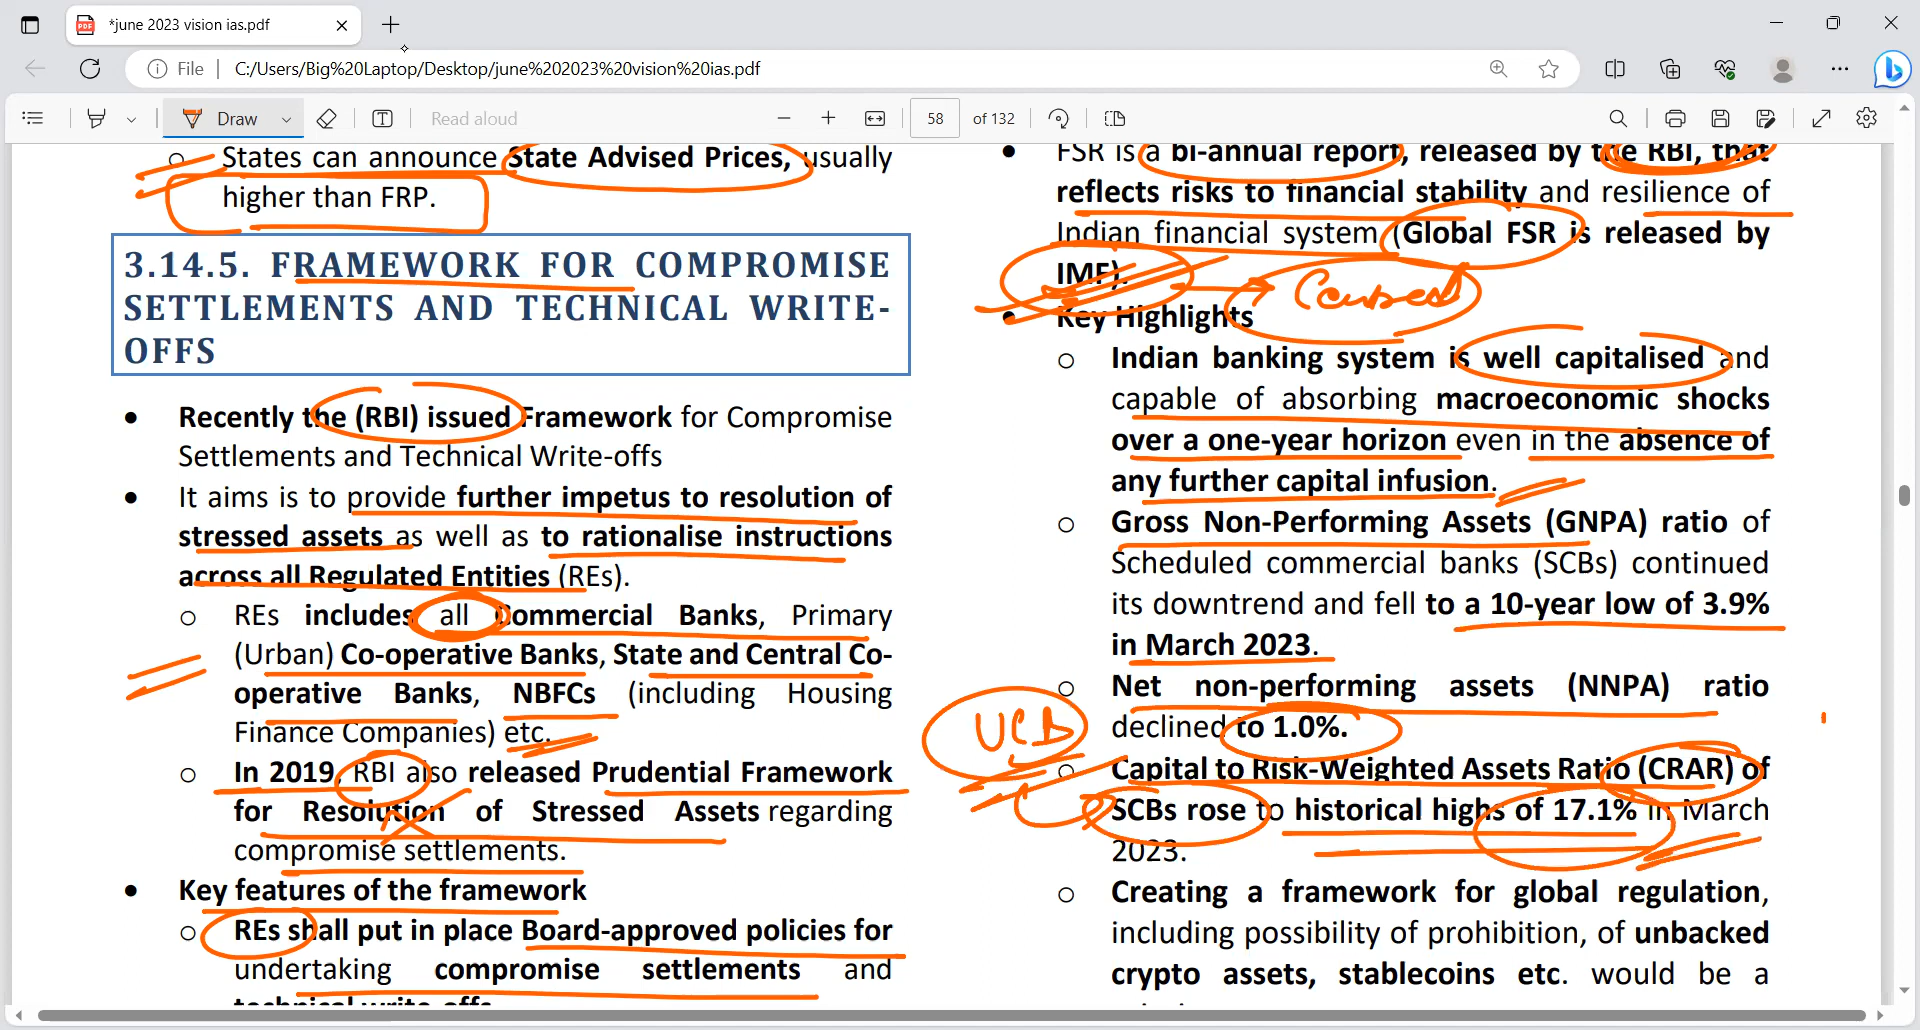 *june 2023 vision ias.pdf
File
C:/Users/Big%20Laptop/Desktop/june%202023%20vision%20ias.pdf
Draw
Read aloud
58 of 132
States can announce State Advised Prices, usually
higher than FRP.
3.14.5. FRAMEWORK FOR COMPROMISE
SETTLEMENTS AND TECHNICAL WRITE-
OFFS
• Recently the (RBI) issued Framework for Compromise
Settlements and Technical Write-offs
• It aims is to provide further impetus to resolution of
stressed assets as well as to rationalise instructions
across all Regulated Entities (REs).
o REs includes all Commercial Banks, Primary
(Urban) Co-operative Banks, State and Central Co-
operative Banks, NBFCs (including Housing
Finance Companies) etc.
o In 2019, RBI also released Prudential Framework
for Resolution of Stressed Assets regarding
compromise settlements.
• Key features of the framework
o REs shall put in place Board-approved policies for
undertaking compromise settlements and
technical write-offs
• FSR is a bi-annual report, released by the RBI, that
reflects risks to financial stability and resilience of
Indian financial system (Global FSR is released by
IMF).
• Key Highlights
o Indian banking system is well capitalised and
capable of absorbing macroeconomic shocks
over a one-year horizon even in the absence of
any further capital infusion.
o Gross Non-Performing Assets (GNPA) ratio of
Scheduled commercial banks (SCBs) continued
its downtrend and fell to a 10-year low of 3.9%
in March 2023.
o Net non-performing assets (NNPA) ratio
declined to 1.0%.
UCB
o Capital to Risk-Weighted Assets Ratio (CRAR) of
SCBs rose to historical highs of 17.1% in March
2023.
o Creating a framework for global regulation,
including possibility of prohibition, of unbacked
crypto assets, stablecoins etc. would be a